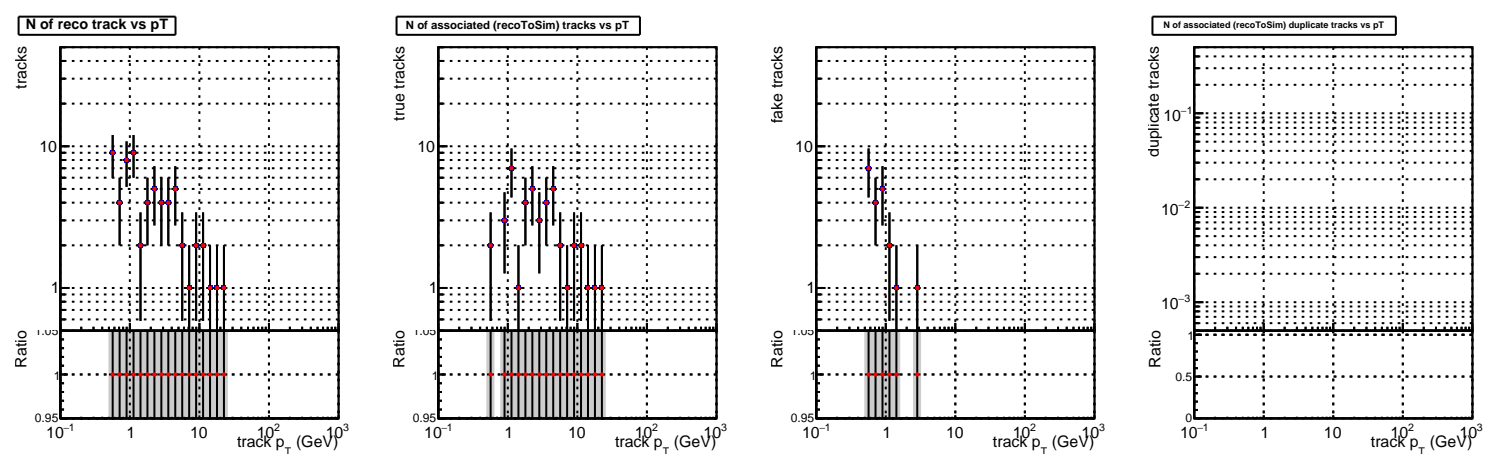 N of reco track vs pT
tracks
10
1
1.05
Ratio
1
0.95
10⁻¹ 1 10 10² 10³
track p_T (GeV)
N of associated (recoToSim) tracks vs pT
true tracks
10
1
1.05
Ratio
1
0.95
10⁻¹ 1 10 10² 10³
track p_T (GeV)
fake tracks
10
1
1.05
Ratio
1
0.95
10⁻¹ 1 10 10² 10³
track p_T (GeV)
N of associated (recoToSim) duplicate tracks vs pT
duplicate tracks
10⁻¹
10⁻²
10⁻³
Ratio
1
0.5
0
10⁻¹ 1 10 10² 10³
track p_T (GeV)